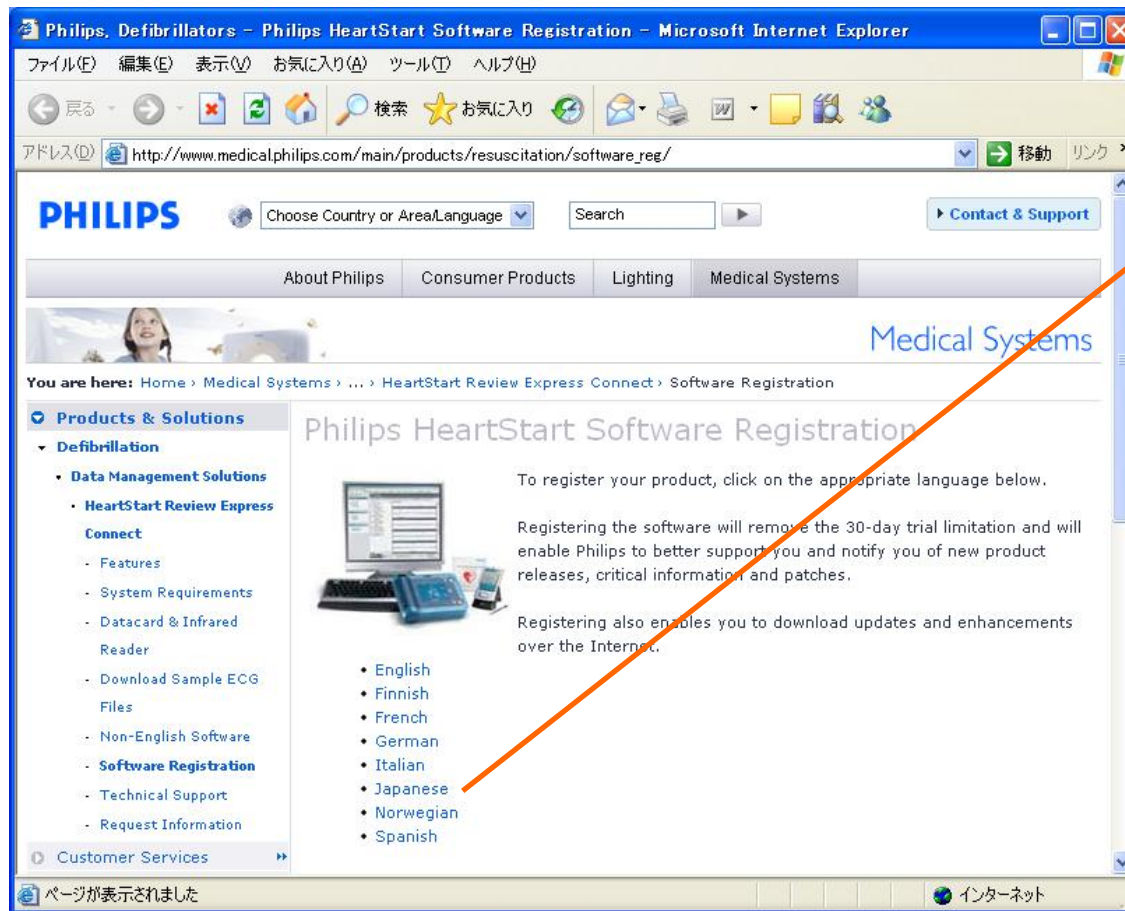 Philips, Defibrillators - Philips HeartStart Software Registration - Microsoft Internet Explorer
ファイル(F) 編集(E) 表示(V) お気に入り(A) ツール(T) ヘルプ(H)
戻る 検索 お気に入り
アドレス(D) http://www.medical.philips.com/main/products/resuscitation/software_reg/ 移動 リンク »
PHILIPS Choose Country or Area/Language Search Contact & Support
About Philips Consumer Products Lighting Medical Systems
Medical Systems
You are here: Home › Medical Systems › ... › HeartStart Review Express Connect › Software Registration
Products & Solutions
Defibrillation
• Data Management Solutions
• HeartStart Review Express
Connect
- Features
- System Requirements
- Datacard & Infrared
Reader
- Download Sample ECG
Files
- Non-English Software
- Software Registration
- Technical Support
- Request Information
Customer Services »
Philips HeartStart Software Registration
To register your product, click on the appropriate language below.
Registering the software will remove the 30-day trial limitation and will
enable Philips to better support you and notify you of new product
releases, critical information and patches.
Registering also enables you to download updates and enhancements
over the Internet.
• English
• Finnish
• French
• German
• Italian
• Japanese
• Norwegian
• Spanish
ページが表示されました インターネット